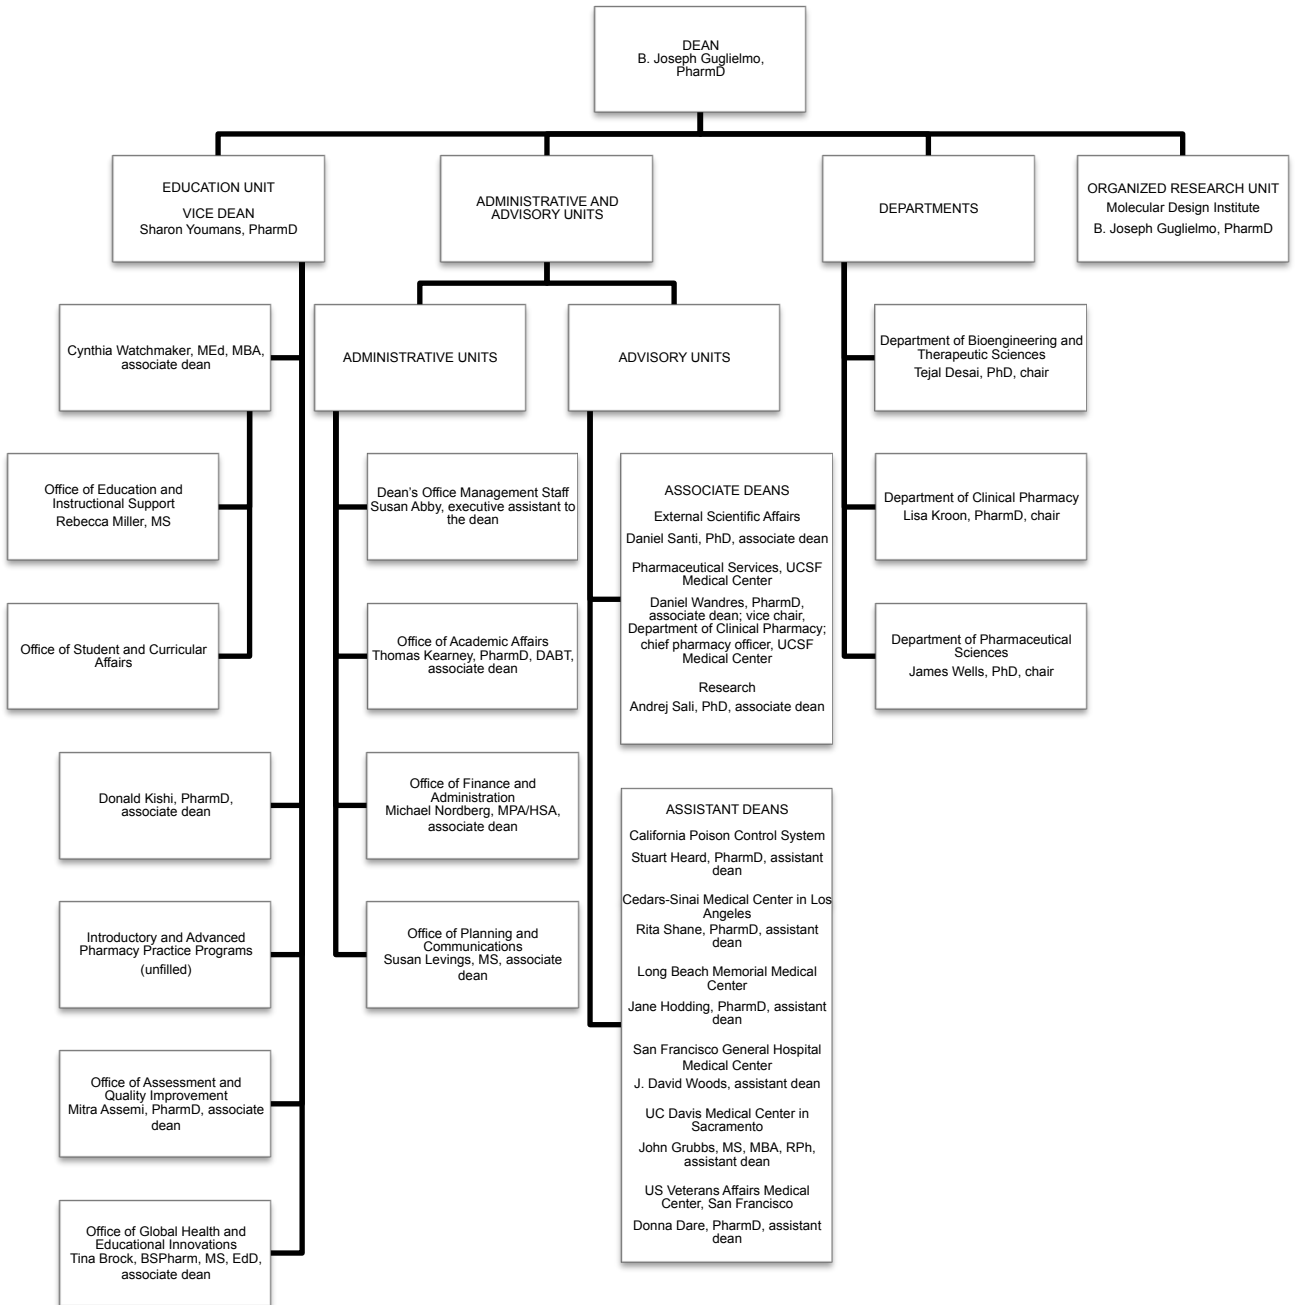 DEAN
B. Joseph Guglielmo,
PharmD
EDUCATION UNIT
VICE DEAN
Sharon Youmans, PharmD
ADMINISTRATIVE AND
ADVISORY UNITS
DEPARTMENTS
ORGANIZED RESEARCH UNIT
Molecular Design Institute
B. Joseph Guglielmo, PharmD
Cynthia Watchmaker, MEd, MBA,
associate dean
Office of Education and
Instructional Support
Rebecca Miller, MS
Office of Student and Curricular
Affairs
Donald Kishi, PharmD,
associate dean
Introductory and Advanced
Pharmacy Practice Programs
(unfilled)
Office of Assessment and
Quality Improvement
Mitra Assemi, PharmD, associate
dean
Office of Global Health and
Educational Innovations
Tina Brock, BSPharm, MS, EdD,
associate dean
ADMINISTRATIVE UNITS
Dean’s Office Management Staff
Susan Abby, executive assistant to
the dean
Office of Academic Affairs
Thomas Kearney, PharmD, DABT,
associate dean
Office of Finance and
Administration
Michael Nordberg, MPA/HSA,
associate dean
Office of Planning and
Communications
Susan Levings, MS, associate
dean
ADVISORY UNITS
ASSOCIATE DEANS
External Scientific Affairs
Daniel Santi, PhD, associate dean
Pharmaceutical Services, UCSF
Medical Center
Daniel Wandres, PharmD,
associate dean; vice chair,
Department of Clinical Pharmacy;
chief pharmacy officer, UCSF
Medical Center
Research
Andrej Sali, PhD, associate dean
ASSISTANT DEANS
California Poison Control System
Stuart Heard, PharmD, assistant
dean
Cedars-Sinai Medical Center in Los
Angeles
Rita Shane, PharmD, assistant
dean
Long Beach Memorial Medical
Center
Jane Hodding, PharmD, assistant
dean
San Francisco General Hospital
Medical Center
J. David Woods, assistant dean
UC Davis Medical Center in
Sacramento
John Grubbs, MS, MBA, RPh,
assistant dean
US Veterans Affairs Medical
Center, San Francisco
Donna Dare, PharmD, assistant
dean
Department of Bioengineering and
Therapeutic Sciences
Tejal Desai, PhD, chair
Department of Clinical Pharmacy
Lisa Kroon, PharmD, chair
Department of Pharmaceutical
Sciences
James Wells, PhD, chair